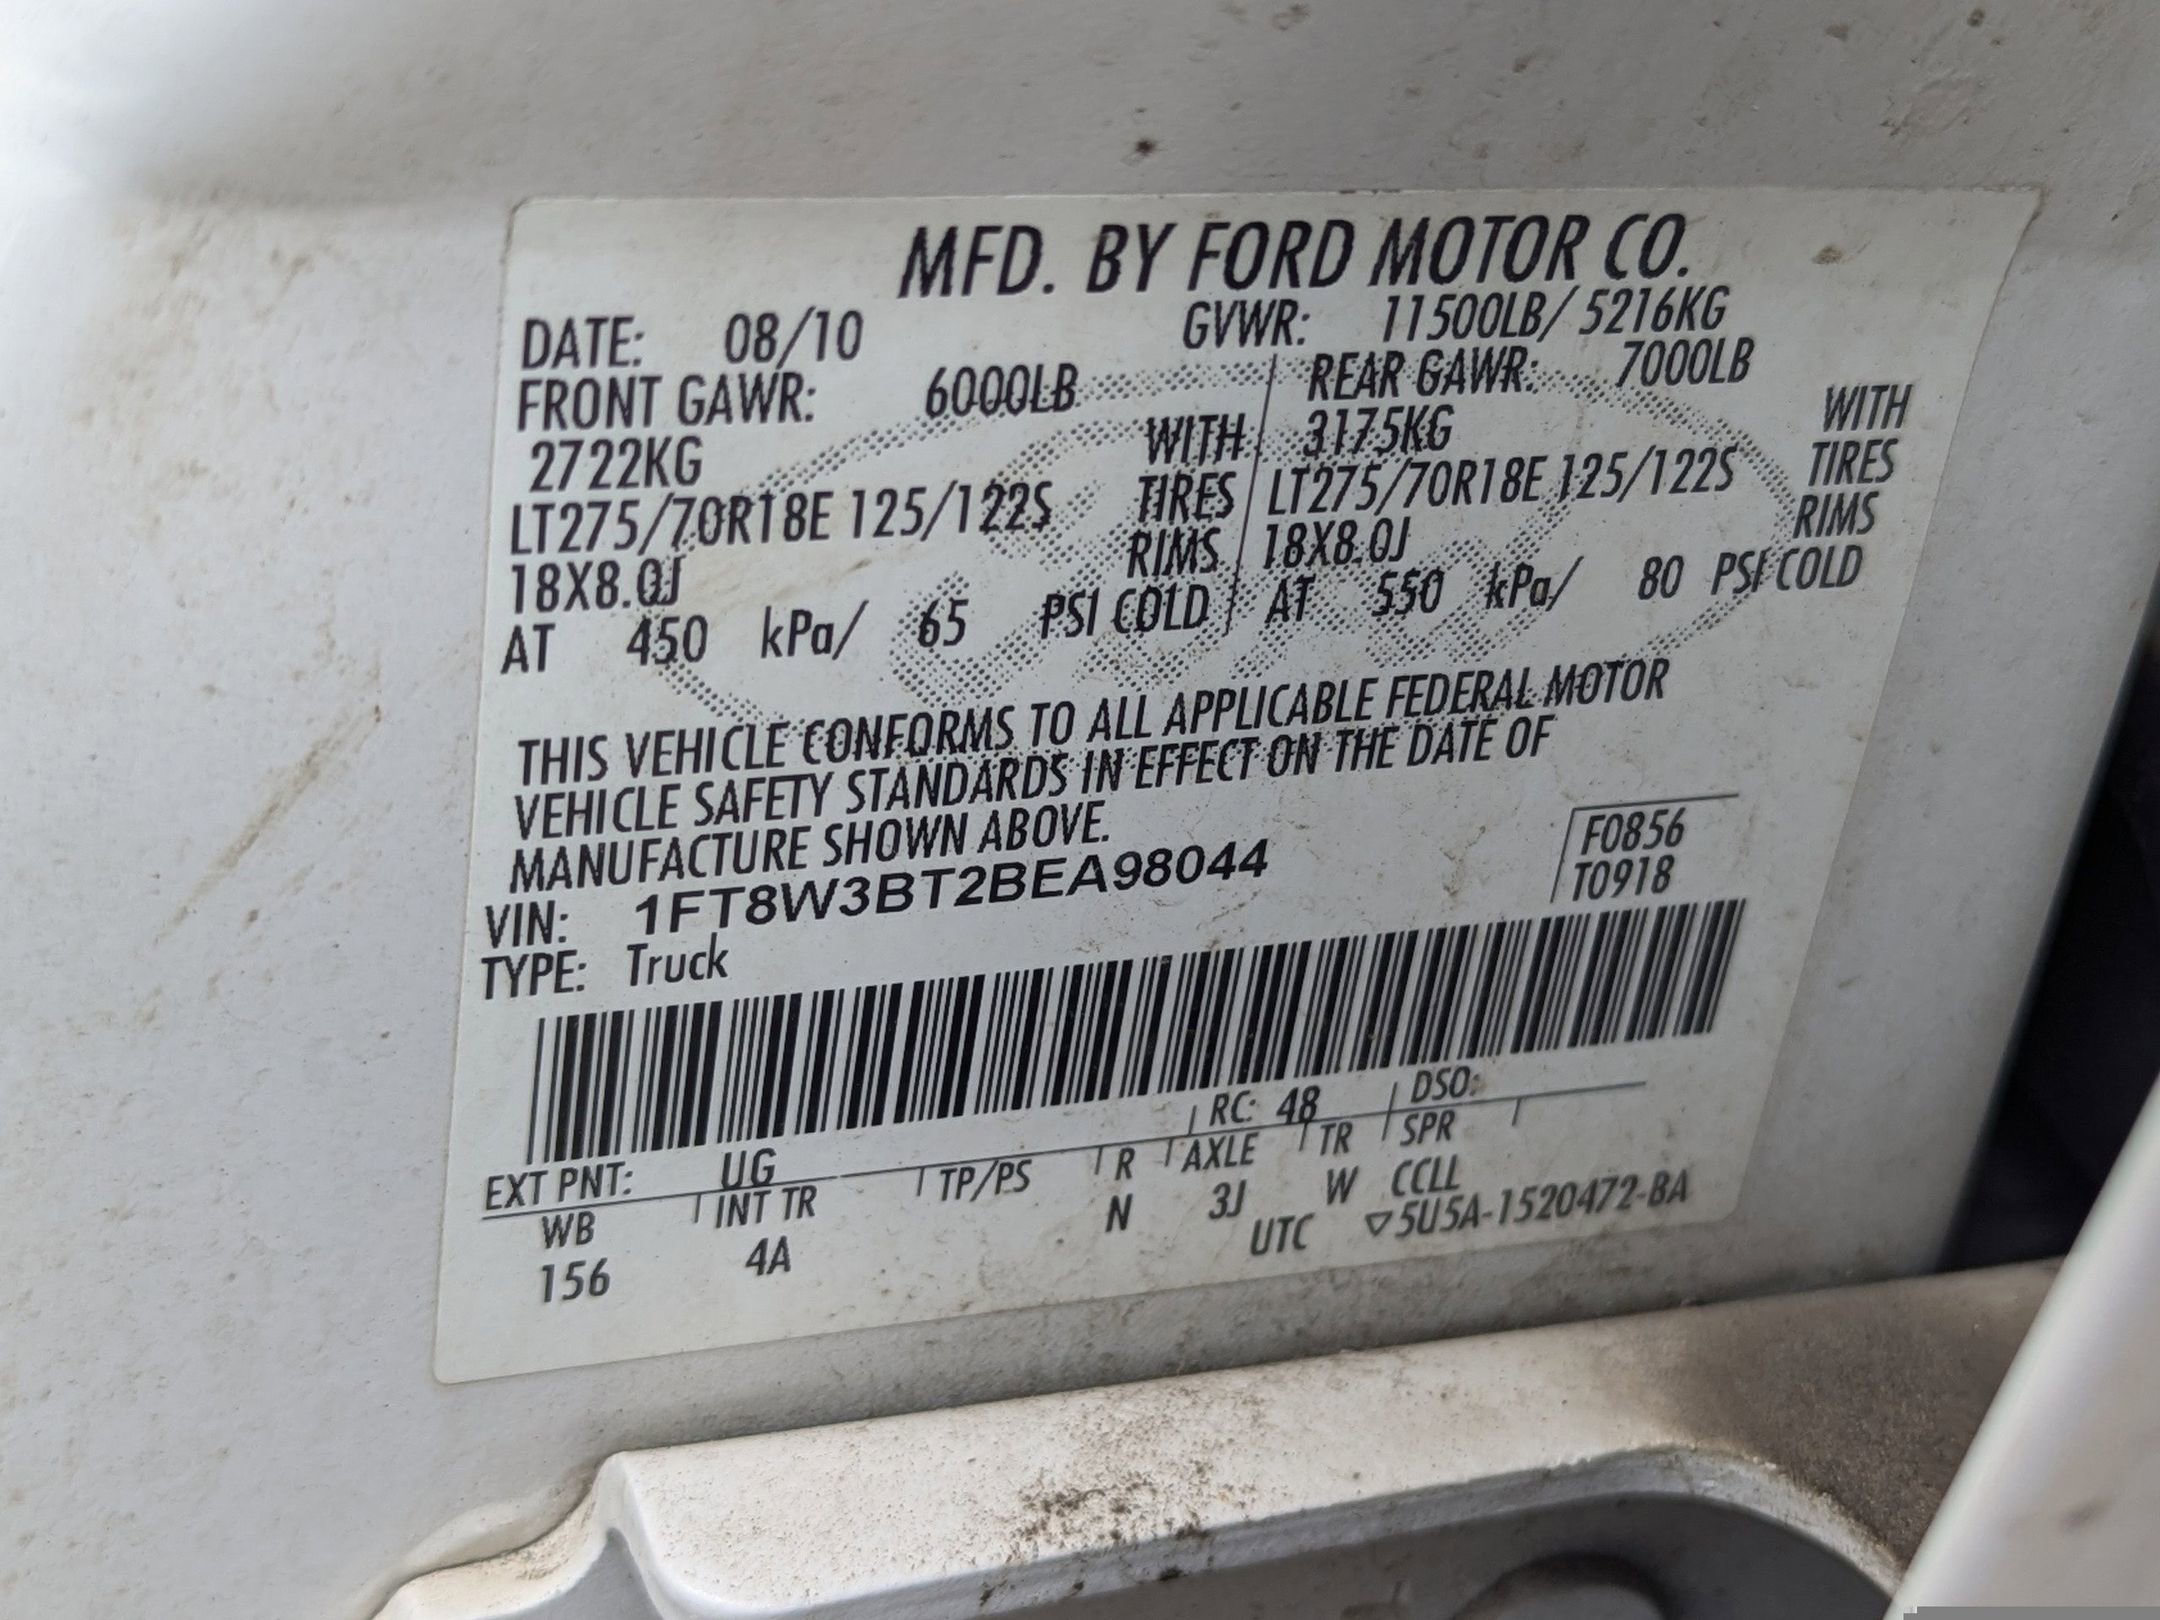 MFD. BY FORD MOTOR CO.
DATE: 08/10 GVWR: 11500LB/ 5216KG
FRONT GAWR: 6000LB REAR GAWR: 7000LB
2722KG WITH 3175KG WITH
LT275/70R18E 125/122S TIRES LT275/70R18E 125/122S TIRES
18X8.0J RIMS 18X8.0J RIMS
AT 450 kPa/ 65 PSI COLD AT 550 kPa/ 80 PSI COLD
THIS VEHICLE CONFORMS TO ALL APPLICABLE FEDERAL MOTOR
VEHICLE SAFETY STANDARDS IN EFFECT ON THE DATE OF
MANUFACTURE SHOWN ABOVE.
F0856
VIN: 1FT8W3BT2BEA98044 T0918
TYPE: Truck
EXT PNT: UG RC: 48 DSO:
WB INT TR TP/PS R AXLE TR SPR
156 4A N 3J W CCLL
UTC ▽5U5A-1520472-BA